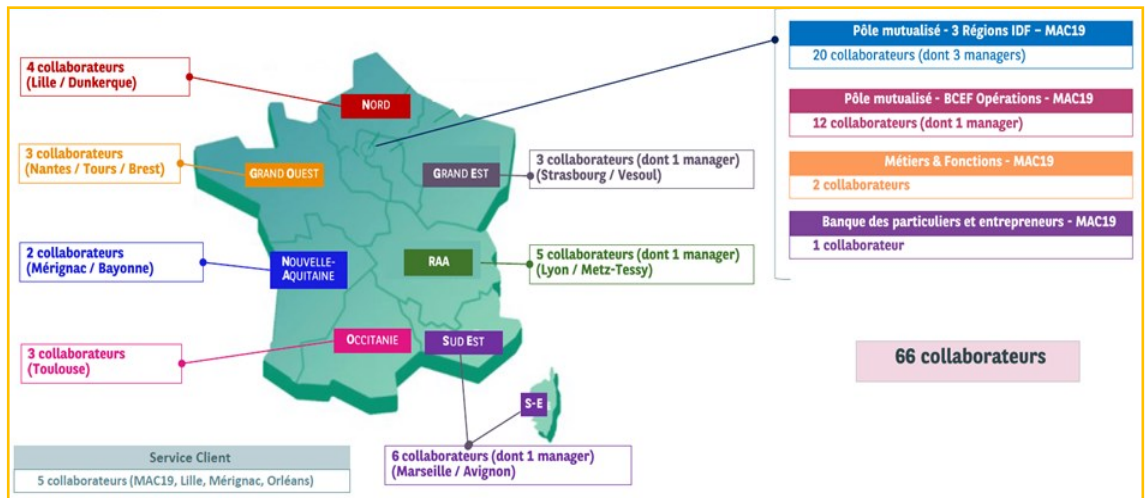 4 collaborateurs
(Lille / Dunkerque)
NORD
3 collaborateurs
(Nantes / Tours / Brest)
GRAND OUEST
GRAND EST
3 collaborateurs (dont 1 manager)
(Strasbourg / Vesoul)
2 collaborateurs
(Mérignac / Bayonne)
NOUVELLE-
AQUITAINE
RAA
5 collaborateurs (dont 1 manager)
(Lyon / Metz-Tessy)
3 collaborateurs
(Toulouse)
OCCITANIE
SUD EST
S-E
6 collaborateurs (dont 1 manager)
(Marseille / Avignon)
Service Client
5 collaborateurs (MAC19, Lille, Mérignac, Orléans)
Pôle mutualisé - 3 Régions IDF – MAC19
20 collaborateurs (dont 3 managers)
Pôle mutualisé - BCEF Opérations - MAC19
12 collaborateurs (dont 1 manager)
Métiers & Fonctions - MAC19
2 collaborateurs
Banque des particuliers et entrepreneurs - MAC19
1 collaborateur
66 collaborateurs